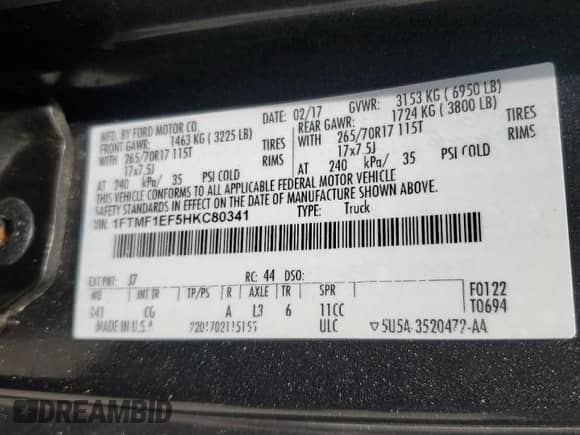 MFD. BY FORD MOTOR CO.
DATE: 02/17 GVWR: 3153 KG ( 6950 LB)
FRONT GAWR: 1463 KG ( 3225 LB) REAR GAWR: 1724 KG ( 3800 LB)
WITH 265/70R17 115T TIRES WITH 265/70R17 115T TIRES
17x7.5J RIMS 17x7.5J RIMS
AT 240 kPa/ 35 PSI COLD AT 240 kPa/ 35 PSI COLD
THIS VEHICLE CONFORMS TO ALL APPLICABLE FEDERAL MOTOR VEHICLE
SAFETY STANDARDS IN EFFECT ON THE DATE OF MANUFACTURE SHOWN ABOVE.
VIN: 1FTMF1EF5HKC80341
TYPE: Truck
EXT PNT: RC: 44 DSO:
WB INT TR TP/PS R AXLE TR SPR F0122
CG A L3 6 11CC T0694
MADE IN U.S.A. ULC 5U5A-3520472-AA
DREAMBID